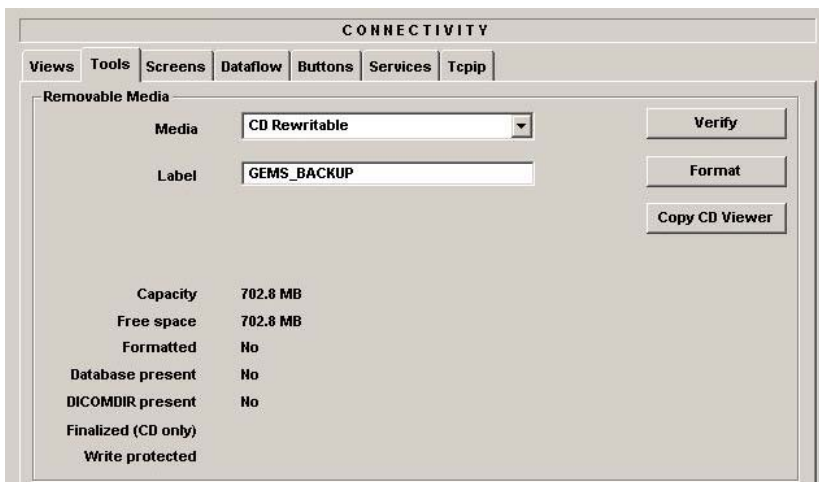 CONNECTIVITY
Views Tools Screens Dataflow Buttons Services Tcpip
Removable Media
Media CD Rewritable Verify
Label GEMS_BACKUP Format
Copy CD Viewer
Capacity 702.8 MB
Free space 702.8 MB
Formatted No
Database present No
DICOMDIR present No
Finalized (CD only)
Write protected